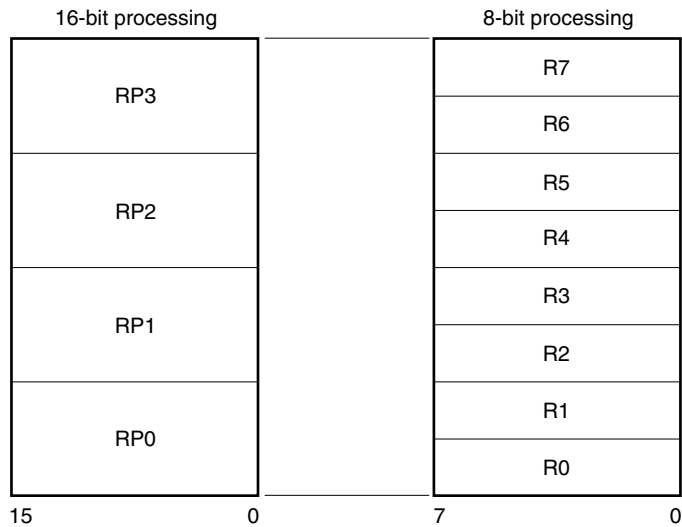 16-bit processing
8-bit processing
RP3
RP2
RP1
RP0
R7
R6
R5
R4
R3
R2
R1
R0
15 0
7 0